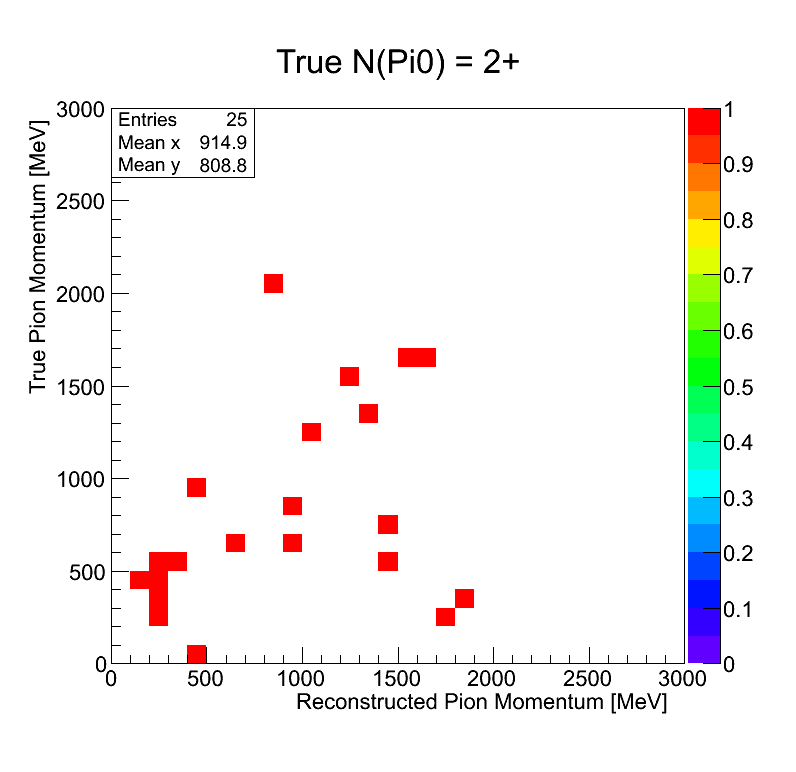 True N(Pi0) = 2+
Entries 25
Mean x 914.9
Mean y 808.8
True Pion Momentum [MeV]
3000
2500
2000
1500
1000
500
0
0 500 1000 1500 2000 2500 3000
Reconstructed Pion Momentum [MeV]
1
0.9
0.8
0.7
0.6
0.5
0.4
0.3
0.2
0.1
0